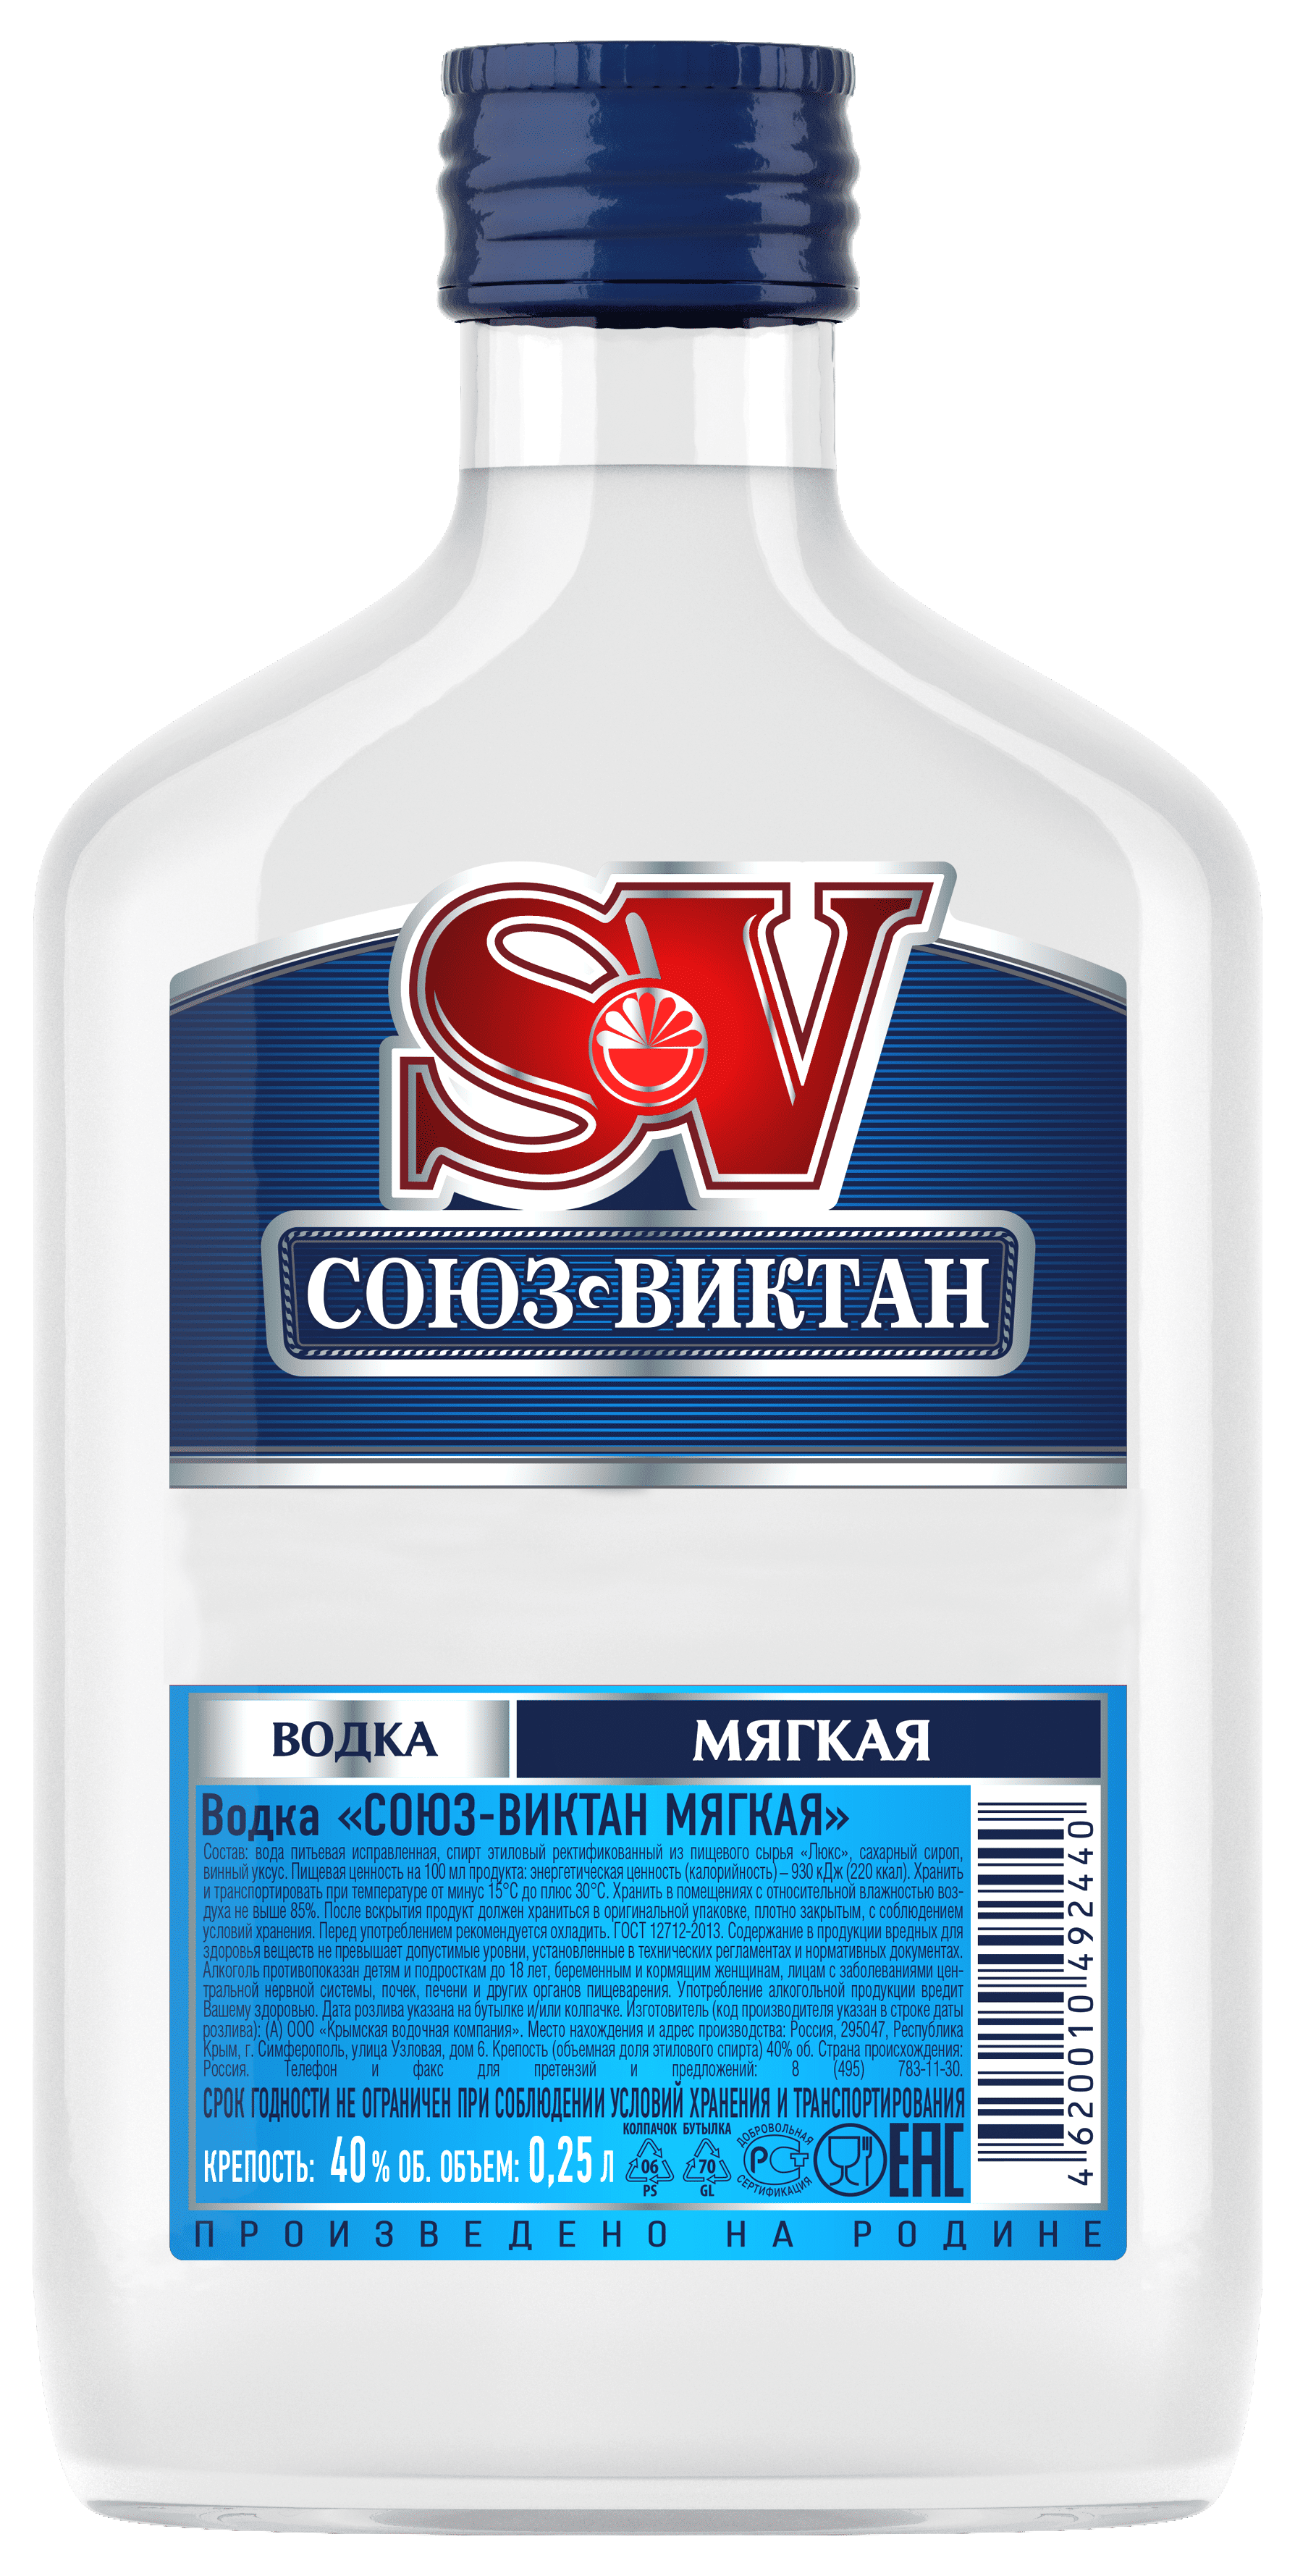 SV
СОЮЗ ВИКТАН
ВОДКА
МЯГКАЯ
Водка «СОЮЗ-ВИКТАН МЯГКАЯ»
Состав: вода питьевая исправленная, спирт этиловый ректификованный из пищевого сырья «Люкс», сахарный сироп,
винный уксус. Пищевая ценность на 100 мл продукта: энергетическая ценность (калорийность) – 930 кДж (220 ккал). Хранить
и транспортировать при температуре от минус 15°С до плюс 30°С. Хранить в помещениях с относительной влажностью воз-
духа не выше 85%. После вскрытия продукт должен храниться в оригинальной упаковке, плотно закрытым, с соблюдением
условий хранения. Перед употреблением рекомендуется охладить. ГОСТ 12712-2013. Содержание в продукции вредных для
здоровья веществ не превышает допустимые уровни, установленные в технических регламентах и нормативных документах.
Алкоголь противопоказан детям и подросткам до 18 лет, беременным и кормящим женщинам, лицам с заболеваниями цен-
тральной нервной системы, почек, печени и других органов пищеварения. Употребление алкогольной продукции вредит
Вашему здоровью. Дата розлива указана на бутылке и/или колпачке. Изготовитель (код производителя указан в строке даты
розлива): (А) ООО «Крымская водочная компания». Место нахождения и адрес производства: Россия, 295047, Республика
Крым, г. Симферополь, улица Узловая, дом 6. Крепость (объемная доля этилового спирта) 40% об. Страна происхождения:
Россия. Телефон и факс для претензий и предложений: 8 (495) 783-11-30.
СРОК ГОДНОСТИ НЕ ОГРАНИЧЕН ПРИ СОБЛЮДЕНИИ УСЛОВИЙ ХРАНЕНИЯ И ТРАНСПОРТИРОВАНИЯ
КРЕПОСТЬ: 40% ОБ. ОБЪЕМ: 0,25 Л
КОЛПАЧОК
06
PS
БУТЫЛКА
70
GL
ДОБРОВОЛЬНАЯ
РСТ
СЕРТИФИКАЦИЯ
EAC
4620010492440
ПРОИЗВЕДЕНО НА РОДИНЕ